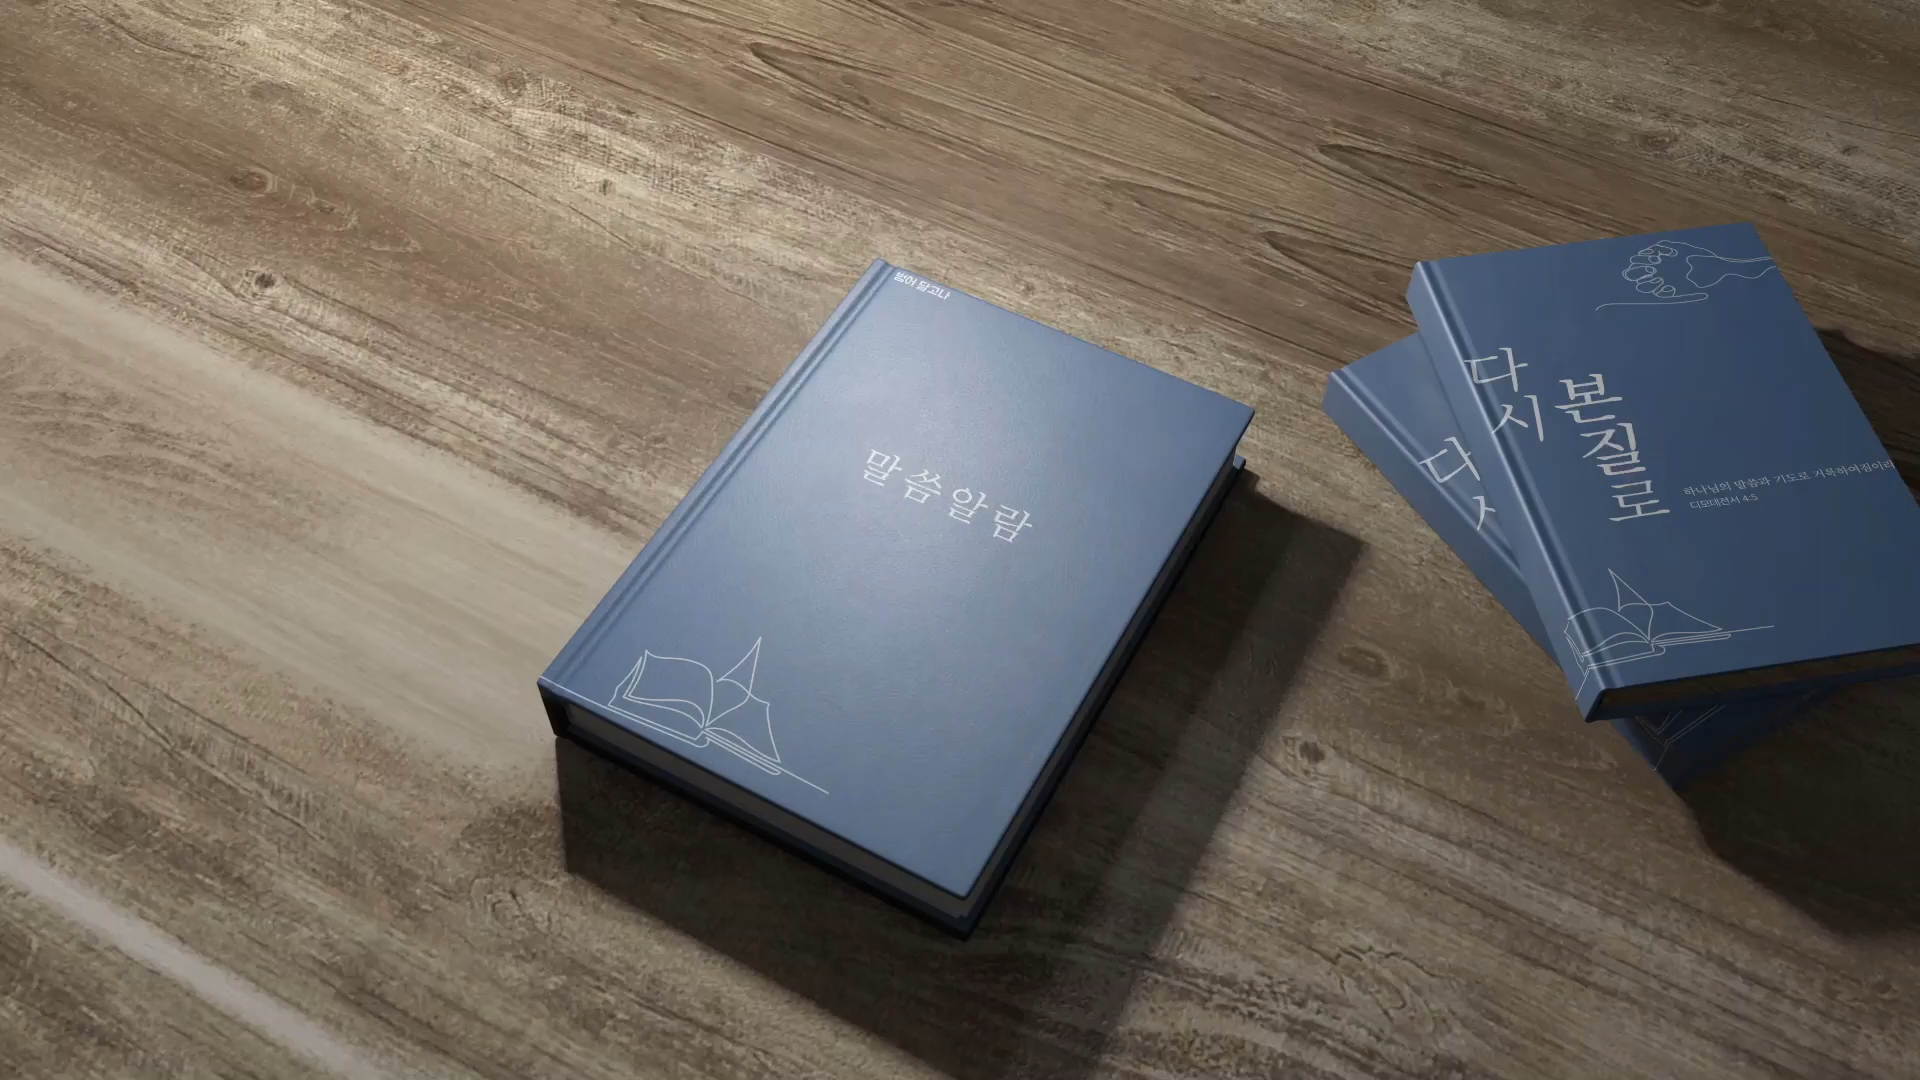 말씀알람
다시
본질로
하나님의 말씀과 기도로 거룩하여짐이라
디모데전서 4:5
다